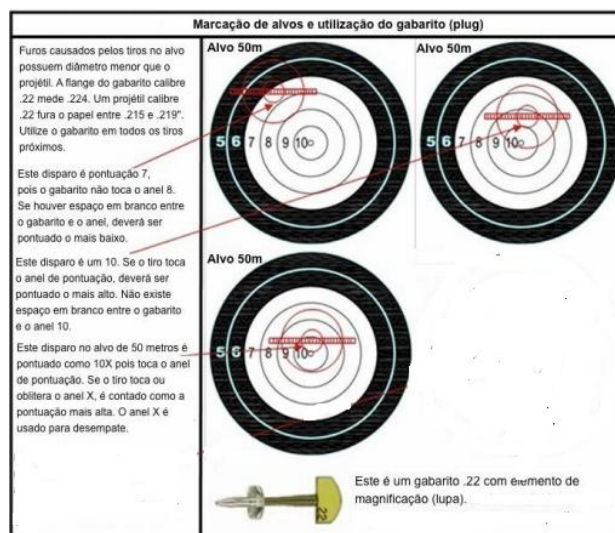 Marcação de alvos e utilização do gabarito (plug)
Furos causados pelos tiros no alvo
possuem diâmetro menor que o
projétil. A flange do gabarito calibre
.22 mede .224. Um projétil calibre
.22 fura o papel entre .215 e .219".
Utilize o gabarito em todos os tiros
próximos.
Este disparo é pontuação 7,
pois o gabarito não toca o anel 8.
Se houver espaço em branco entre
o gabarito e o anel, deverá ser
pontuado o mais baixo.
Este disparo é um 10. Se o tiro toca
o anel de pontuação, deverá ser
pontuado o mais alto. Não existe
espaço em branco entre o gabarito
e o anel 10.
Este disparo no alvo de 50 metros é
pontuado como 10X pois toca o anel
de pontuação. Se o tiro toca ou
oblitera o anel X, é contado como a
pontuação mais alta. O anel X é
usado para desempate.
Alvo 50m
5 6 7 8 9 10
Alvo 50m
5 6 7 8 9 10
Alvo 50m
5 6 7 8 9 10
Este é um gabarito .22 com elemento de
magnificação (lupa).
22